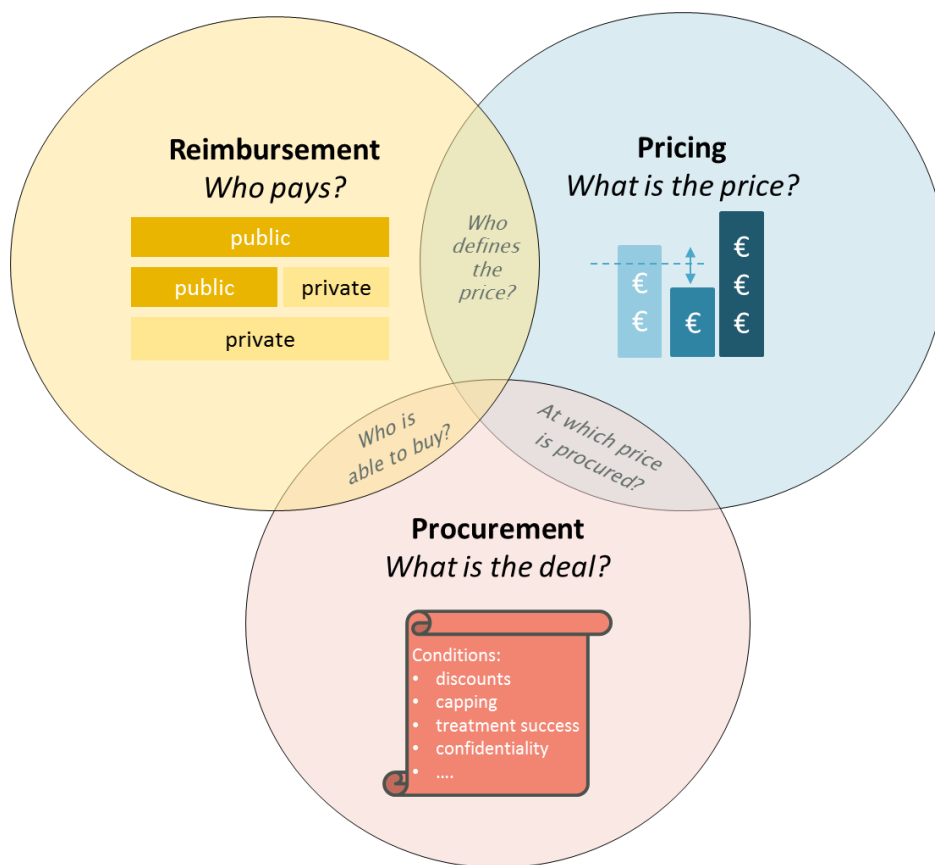 Reimbursement
Who pays?
public
public private
private
Pricing
What is the price?
€ € €
€ € €
Who
defines
the
price?
Who is
able to buy?
At which price
is procured?
Procurement
What is the deal?
Conditions:
• discounts
• capping
• treatment success
• confidentiality
• ....